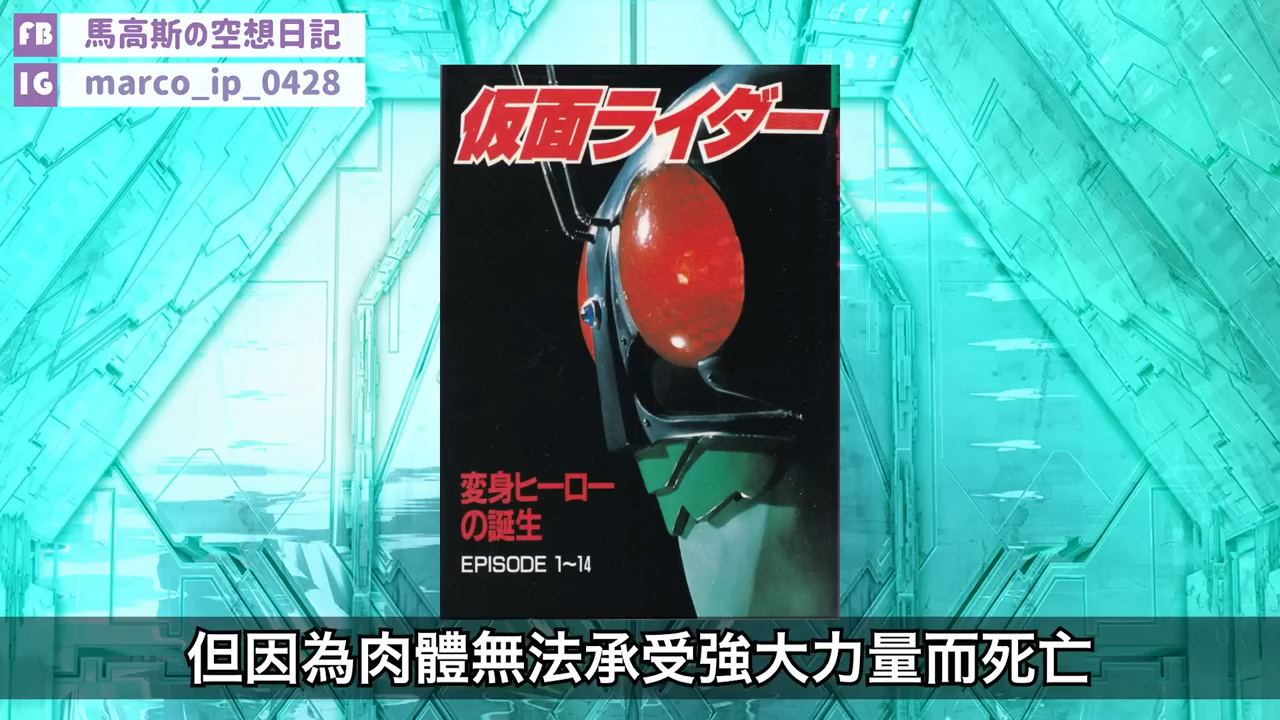 FB 馬高斯の空想日記
IG marco_ip_0428
仮面ライダー
変身ヒーロー
の誕生
EPISODE 1〜14
但因為肉體無法承受強大力量而死亡